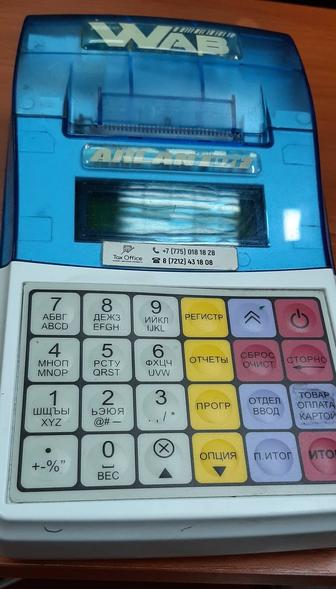 WAB
Tax Office
+7 (775) 018 18 28
8 (7212) 43 18 08
7 8 9 РЕГИСТР
АБВГ ДЕЖЗ ИЙКЛ
ABCD EFGH IJKL
4 5 6 ОТЧЕТЫ СБРОС СТОРНО
МНОП РСТУ ФХЦЧ ОЧИСТ
MNOP QRST UVW
1 2 3 ПРОГР ОТДЕЛ ТОВАР
ШЩЪЫ ЬЭЮЯ . , / * ВВОД ОПЛАТА
XYZ @#— КАРТОЙ
• 0 ОПЦИЯ П.ИТОГ ИТОГ
+-%" ВЕС